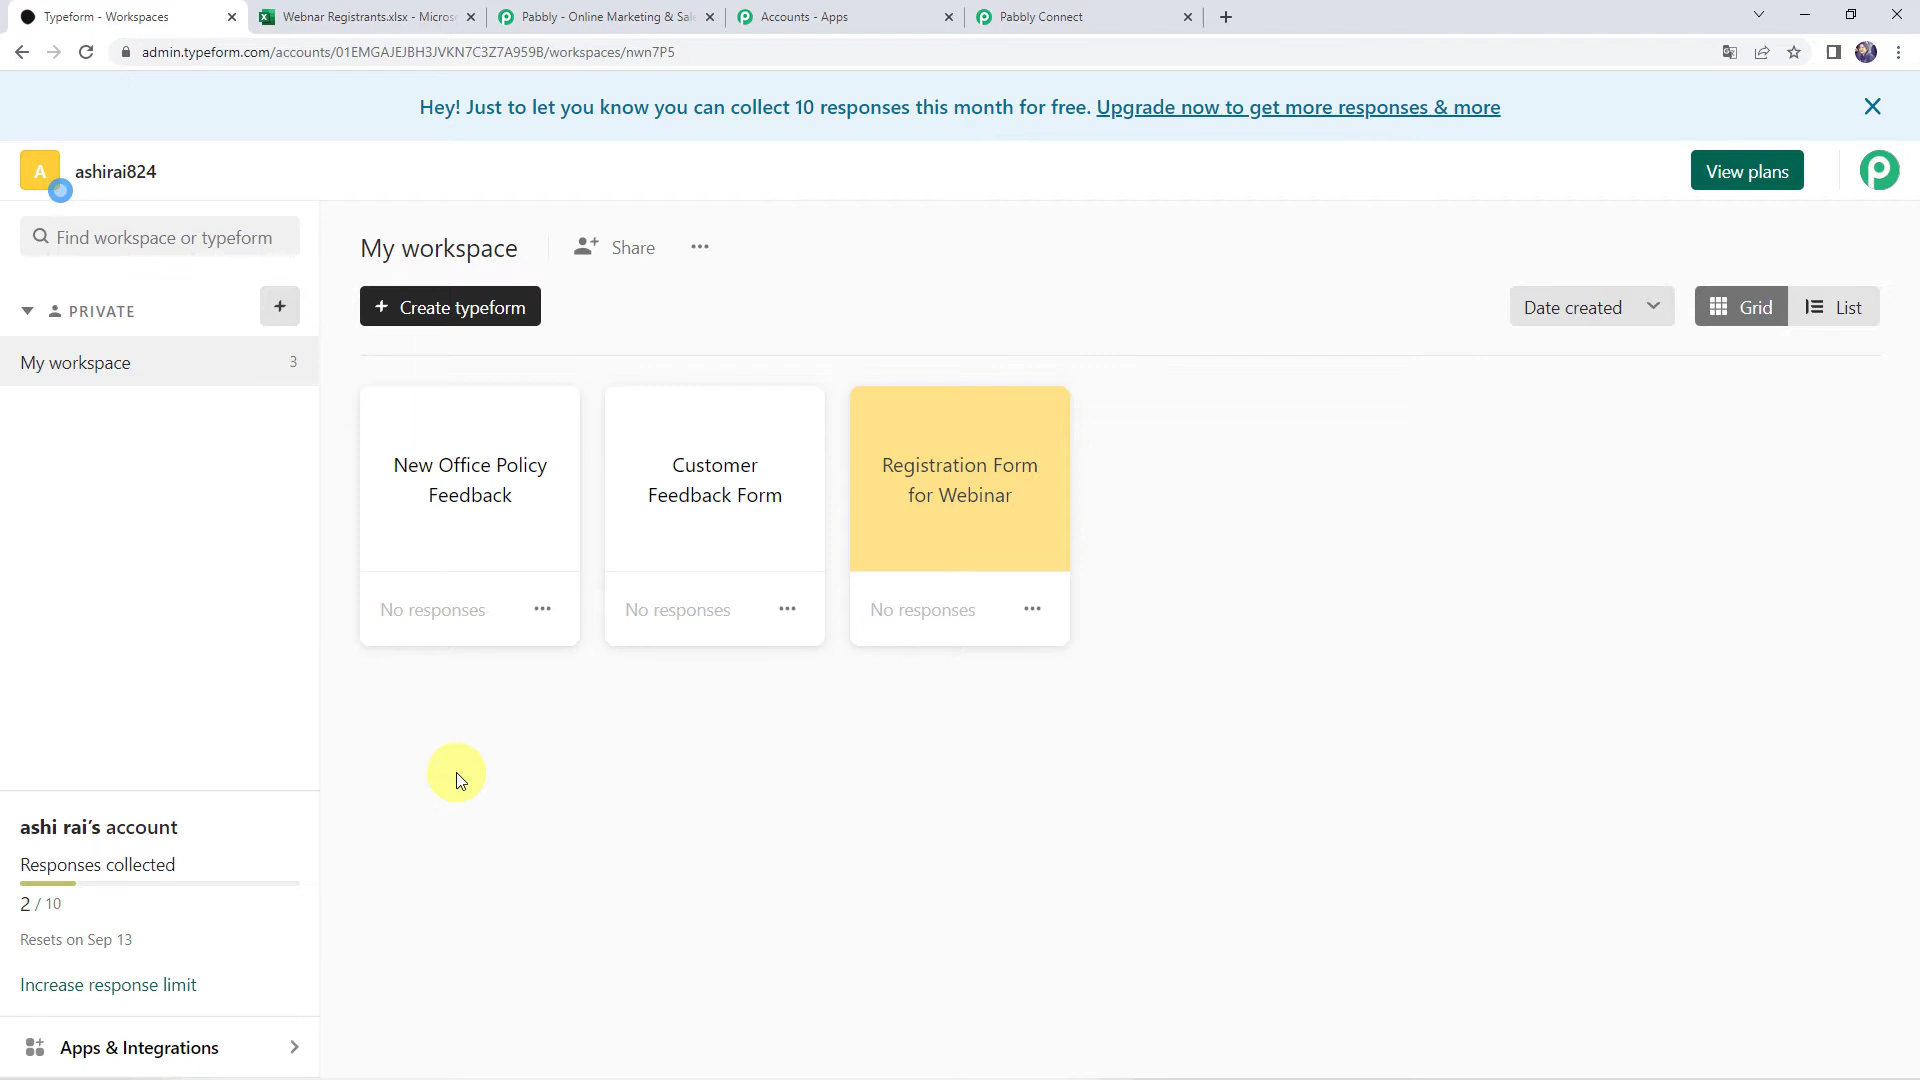 Typeform - Workspaces
Webnar Registrants.xlsx - Micros
Pabbly - Online Marketing & Sal
Accounts - Apps
Pabbly Connect
admin.typeform.com/accounts/01EMGAJEJBH3JVKN7C3Z7A959B/workspaces/nwn7P5
Hey! Just to let you know you can collect 10 responses this month for free. Upgrade now to get more responses & more
A
ashirai824
View plans
Find workspace or typeform
My workspace
Share
PRIVATE
Create typeform
Date created
Grid
List
My workspace
3
New Office Policy
Feedback
Customer
Feedback Form
Registration Form
for Webinar
No responses
No responses
No responses
ashi rai's account
Responses collected
2 / 10
Resets on Sep 13
Increase response limit
Apps & Integrations